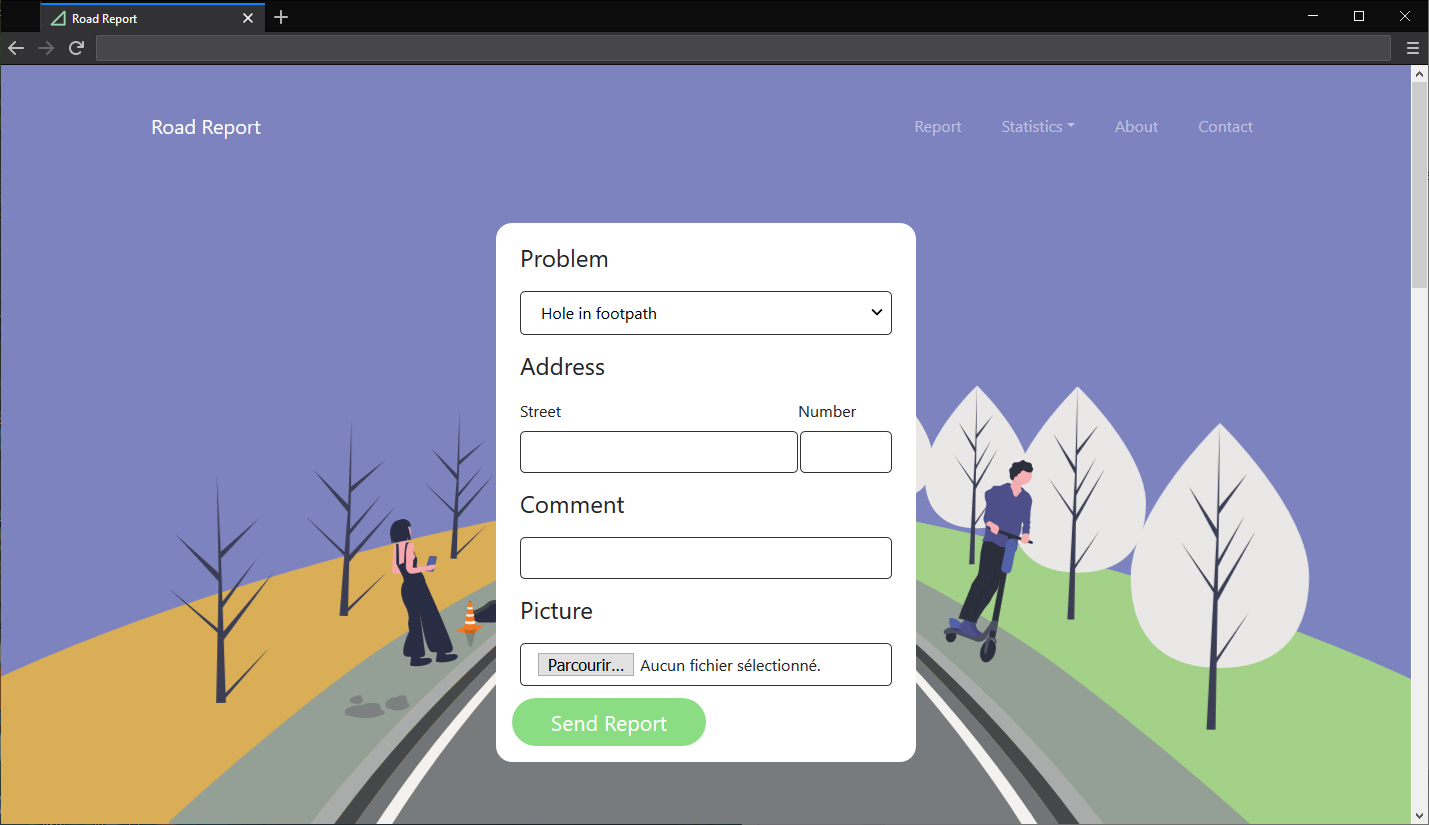 Road Report
Road Report
Report Statistics About Contact
Problem
Hole in footpath
Address
Street Number
Comment
Picture
Parcourir... Aucun fichier sélectionné.
Send Report